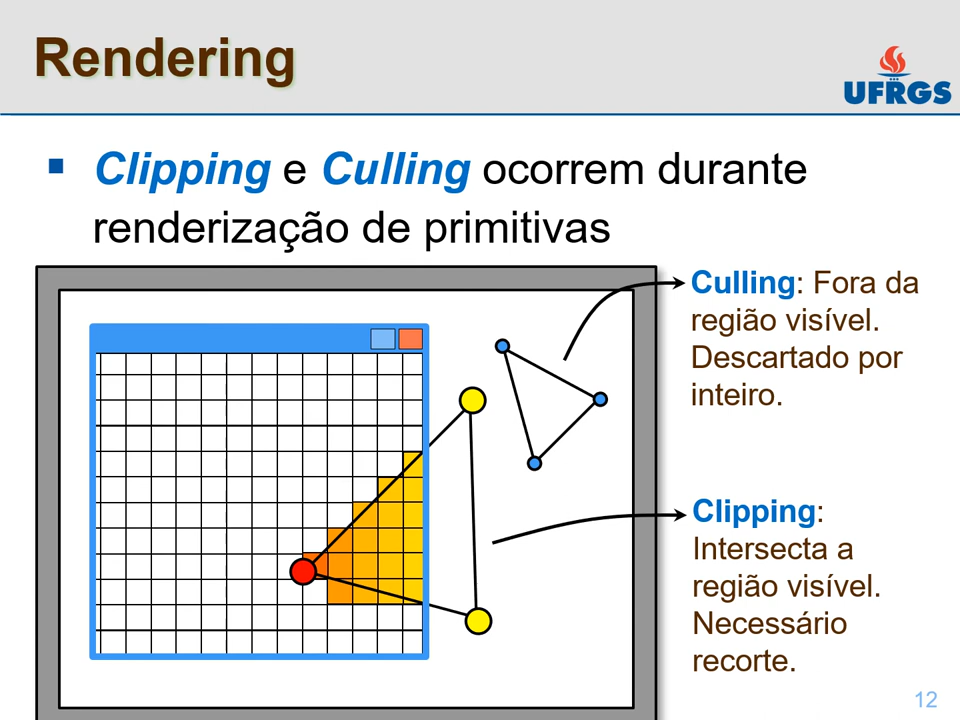 Rendering
UFRGS
▪ Clipping e Culling ocorrem durante
renderização de primitivas
Culling: Fora da
região visível.
Descartado por
inteiro.
Clipping:
Intersecta a
região visível.
Necessário
recorte.
12